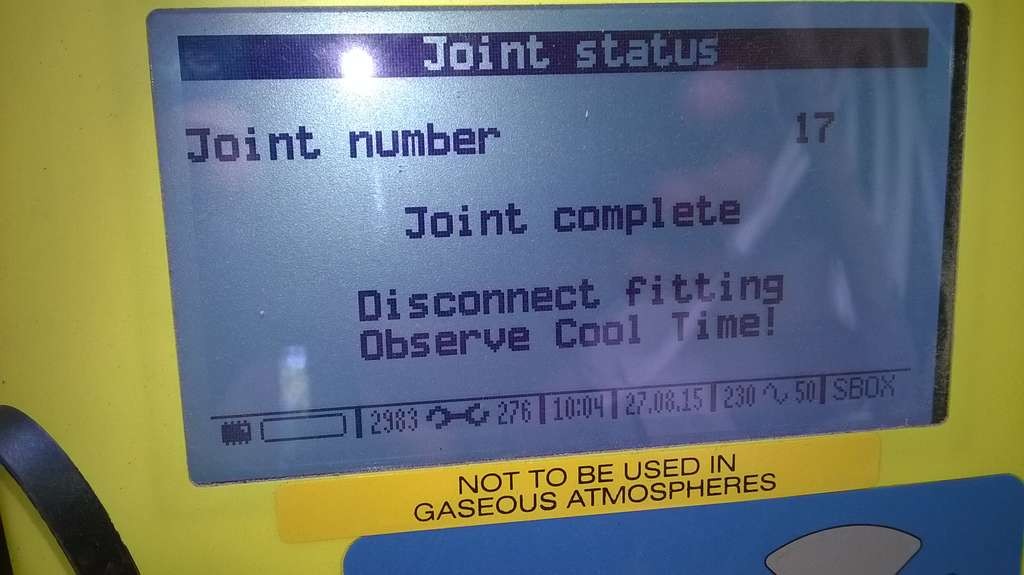 Joint status
Joint number 17
Joint complete
Disconnect fitting
Observe Cool Time!
2983 276 10:04 27.08.15 230 50 SBOX
NOT TO BE USED IN
GASEOUS ATMOSPHERES